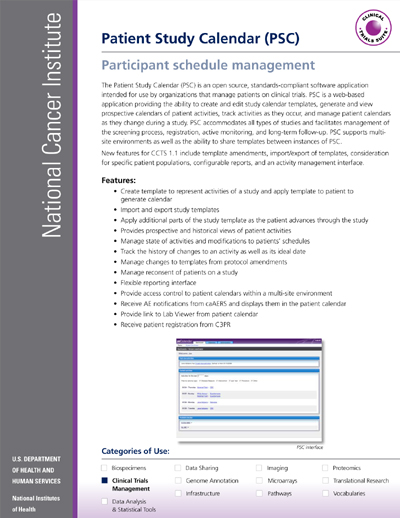 National Cancer Institute
CLINICAL
TRIALS SUITE
Patient Study Calendar (PSC)
Participant schedule management
The Patient Study Calendar (PSC) is an open source, standards-compliant software application
intended for use by organizations that manage patients on clinical trials. PSC is a web-based
application providing the ability to create and edit study calendar templates, generate and view
prospective calendars of patient activities, track activities as they occur, and manage patient calendars
as they change during a study. PSC accommodates all types of studies and facilitates management of
the screening process, registration, active monitoring, and long-term follow-up. PSC supports multi-
site environments as well as the ability to share templates between instances of PSC.
New features for CCTS 1.1 include template amendments, import/export of templates, consideration
for specific patient populations, configurable reports, and an activity management interface.
Features:
• Create template to represent activities of a study and apply template to patient to
generate calendar
• Import and export study templates
• Apply additional parts of the study template as the patient advances through the study
• Provides prospective and historical views of patient activities
• Manage state of activities and modifications to patients' schedules
• Track the history of changes to an activity as well as its ideal date
• Manage changes to templates from protocol amendments
• Manage reconsent of patients on a study
• Flexible reporting interface
• Provide access control to patient calendars within a multi-site environment
• Receive AE notifications from caAERS and displays them in the patient calendar
• Provide link to Lab Viewer from patient calendar
• Receive patient registration from C3PR
PSC interface
Categories of Use:
Biospecimens
Data Sharing
Imaging
Proteomics
Clinical Trials
Management
Genome Annotation
Microarrays
Translational Research
Infrastructure
Pathways
Vocabularies
Data Analysis
& Statistical Tools
U.S. DEPARTMENT
OF HEALTH AND
HUMAN SERVICES
National Institutes
of Health